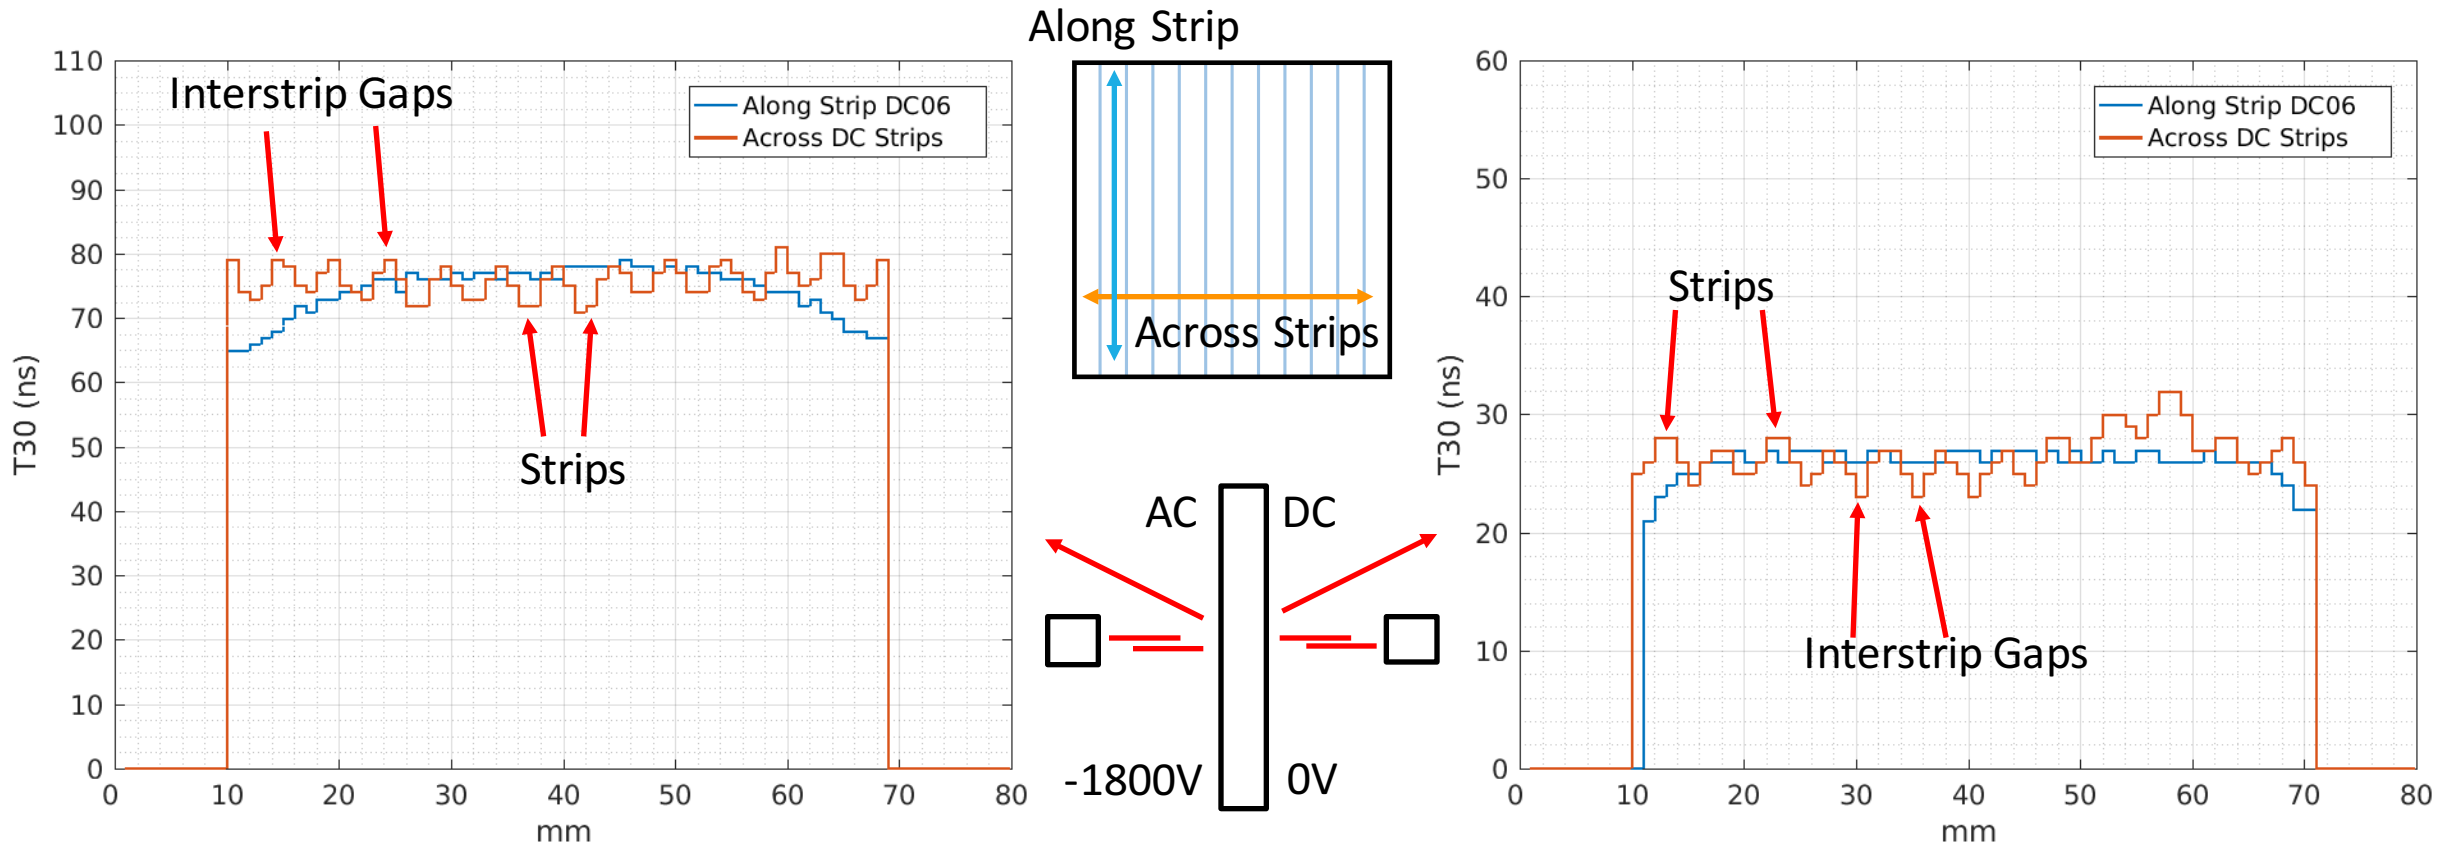 110
100
90
80
70
60
50
40
30
20
10
0
T30 (ns)
Interstrip Gaps
Along Strip DC06
Across DC Strips
Strips
0 10 20 30 40 50 60 70 80
mm
Along Strip
Across Strips
AC DC
-1800V 0V
60
50
40
30
20
10
0
T30 (ns)
Along Strip DC06
Across DC Strips
Strips
Interstrip Gaps
0 10 20 30 40 50 60 70 80
mm